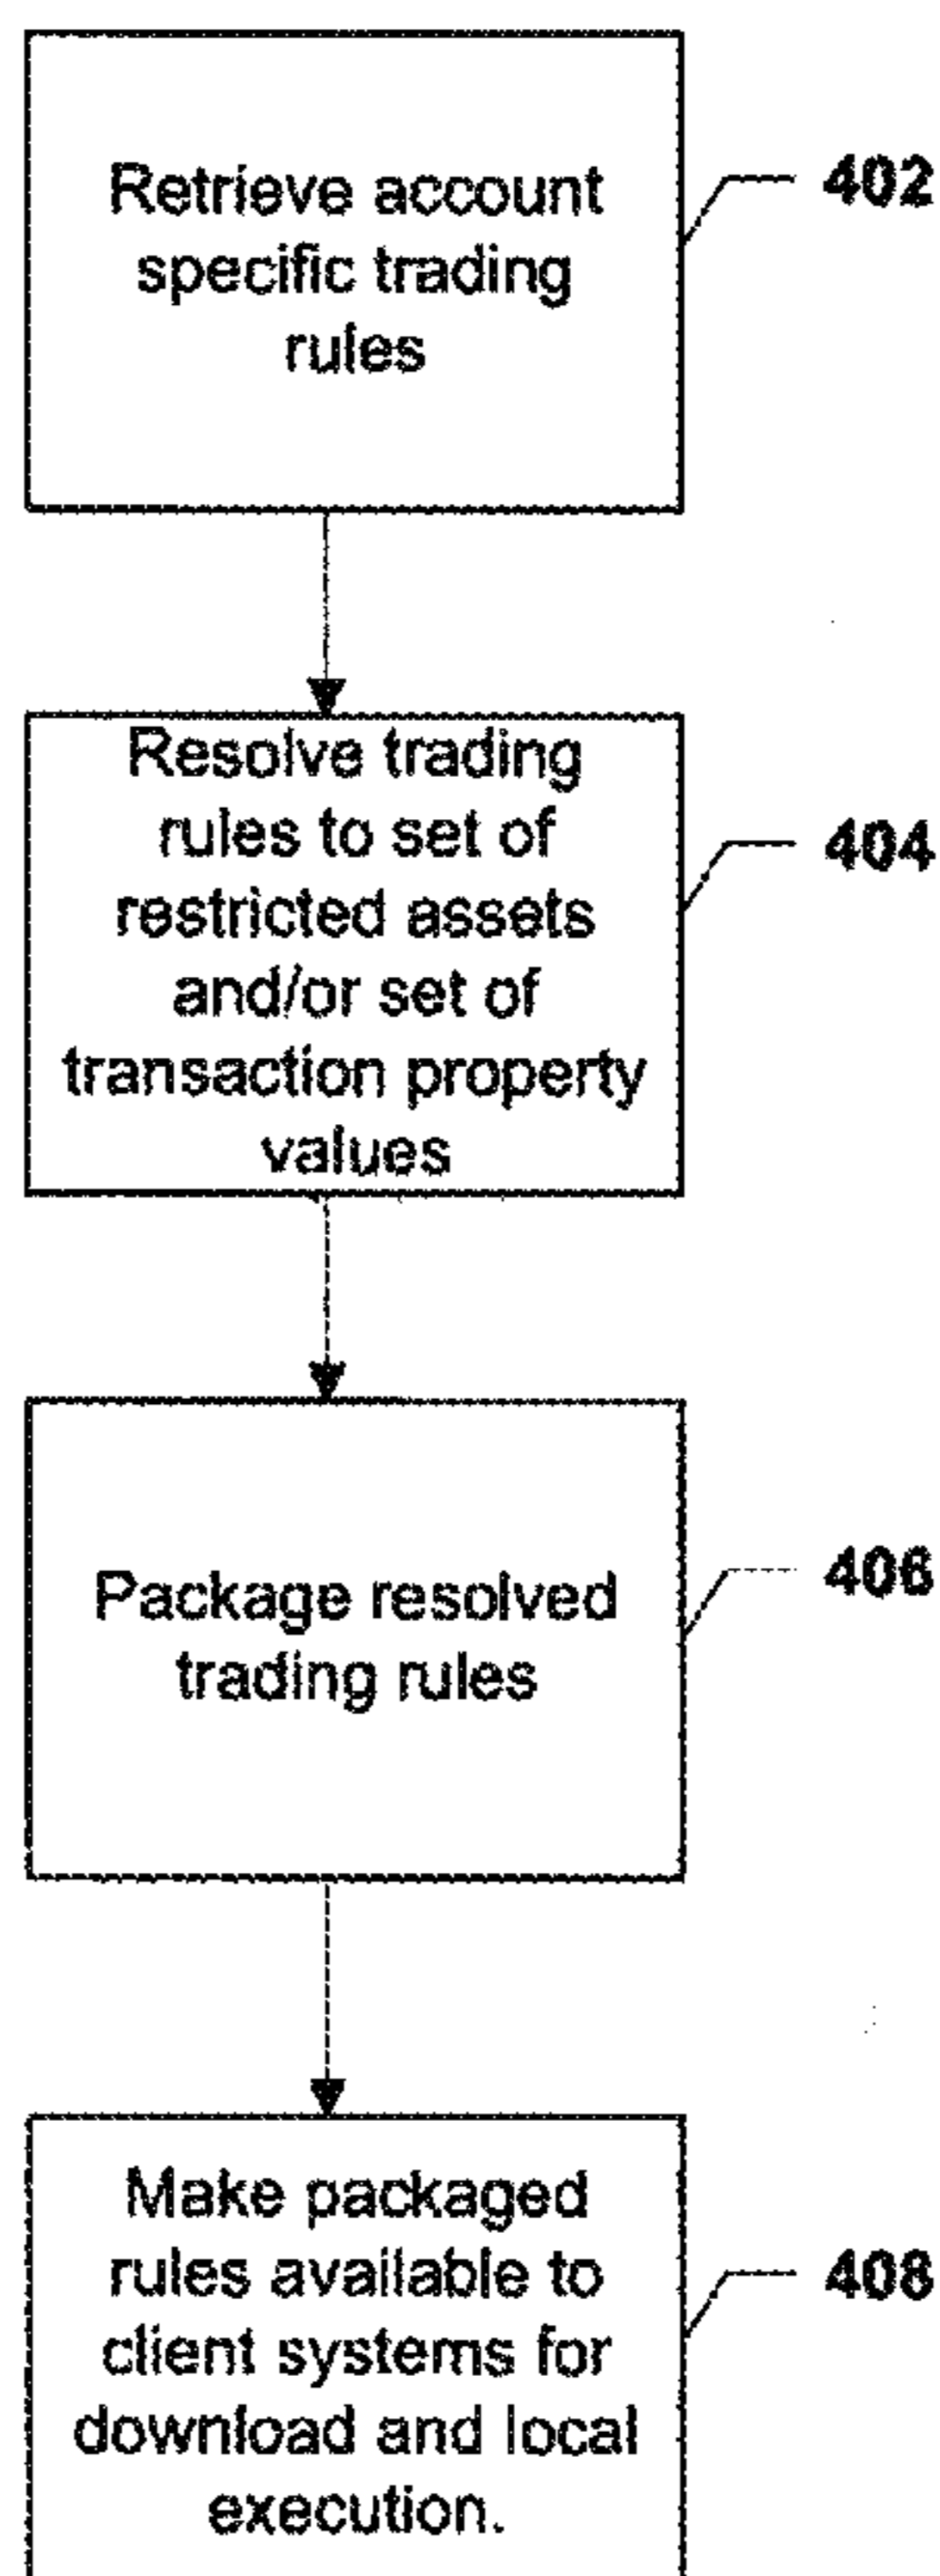 Retrieve account
specific trading
rules
402
Resolve trading
rules to set of
restricted assets
and/or set of
transaction property
values
404
Package resolved
trading rules
406
Make packaged
rules available to
client systems for
download and local
execution.
408